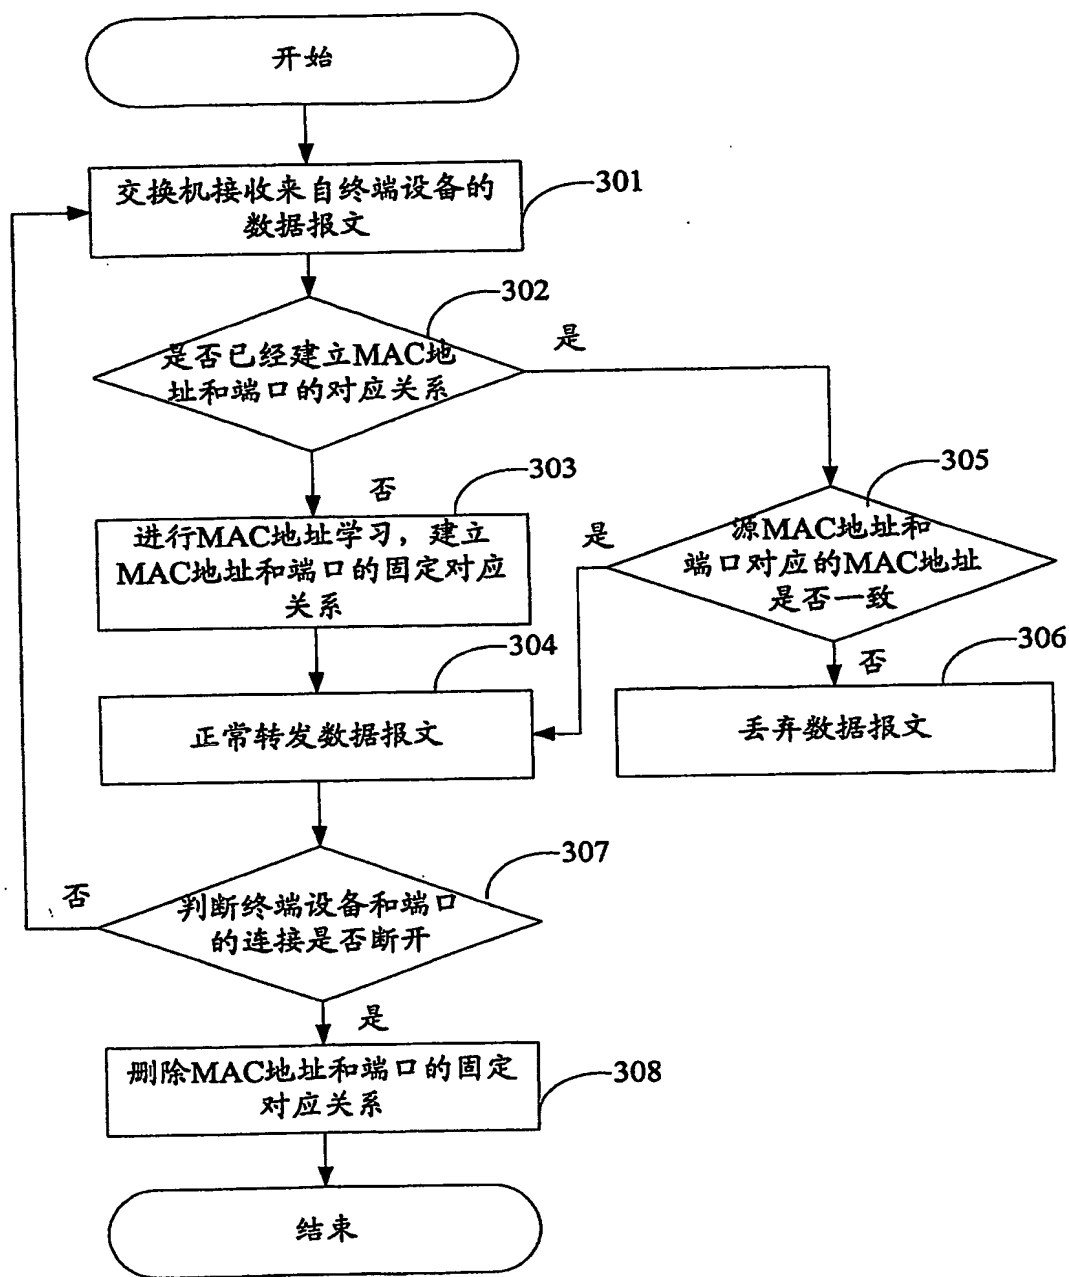 开始
交换机接收来自终端设备的
数据报文
301
302
是否已经建立MAC地
址和端口的对应关系
是
否
303
进行MAC地址学习，建立
MAC地址和端口的固定对应
关系
305
源MAC地址和
端口对应的MAC地址
是否一致
是
否
304
正常转发数据报文
306
丢弃数据报文
307
判断终端设备和端口
的连接是否断开
否
是
删除MAC地址和端口的固定
对应关系
308
结束